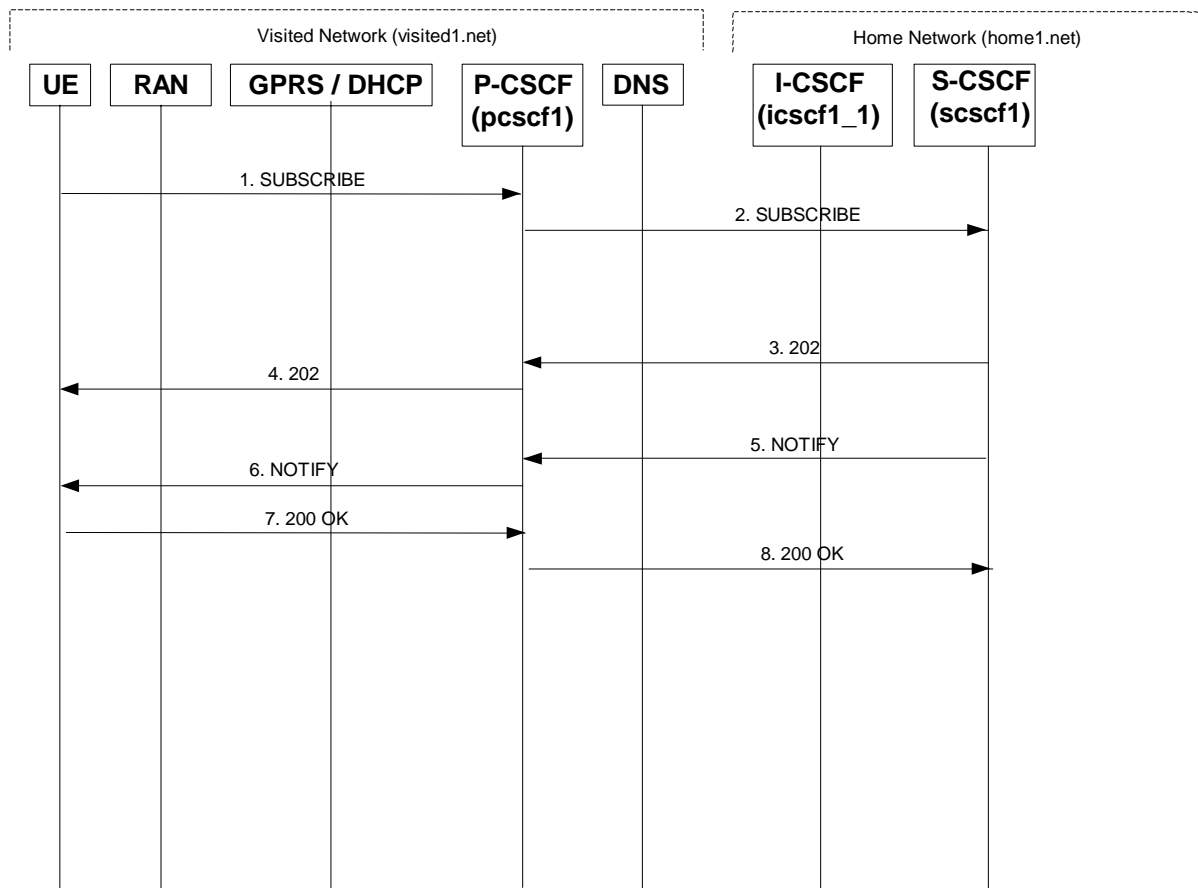 Visited Network (visited1.net)
Home Network (home1.net)
UE
RAN
GPRS / DHCP
P-CSCF
(pcscf1)
DNS
I-CSCF
(icscf1_1)
S-CSCF
(scscf1)
1. SUBSCRIBE
2. SUBSCRIBE
3. 202
4. 202
5. NOTIFY
6. NOTIFY
7. 200 OK
8. 200 OK